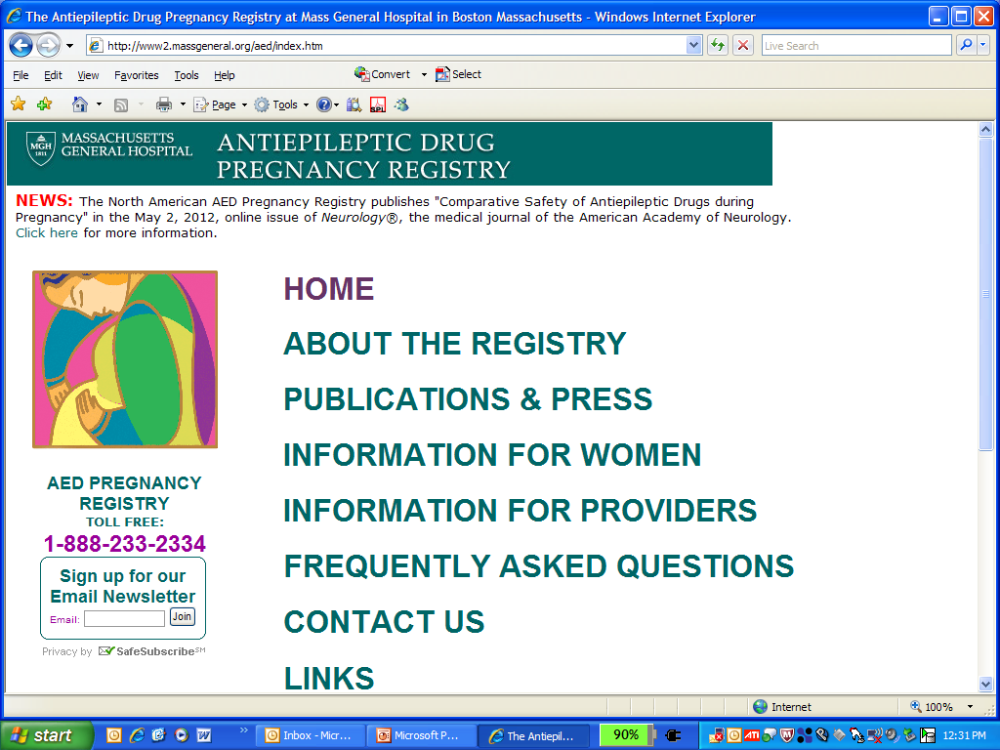 The Antiepileptic Drug Pregnancy Registry at Mass General Hospital in Boston Massachusetts - Windows Internet Explorer
http://www2.massgeneral.org/aed/index.htm
Live Search
File Edit View Favorites Tools Help
Convert Select
Page Tools
MGH
1811
MASSACHUSETTS
GENERAL HOSPITAL
ANTIEPILEPTIC DRUG
PREGNANCY REGISTRY
NEWS: The North American AED Pregnancy Registry publishes "Comparative Safety of Antiepileptic Drugs during
Pregnancy" in the May 2, 2012, online issue of Neurology®, the medical journal of the American Academy of Neurology.
Click here for more information.
HOME
ABOUT THE REGISTRY
PUBLICATIONS & PRESS
INFORMATION FOR WOMEN
INFORMATION FOR PROVIDERS
FREQUENTLY ASKED QUESTIONS
CONTACT US
LINKS
AED PREGNANCY
REGISTRY
TOLL FREE:
1-888-233-2334
Sign up for our
Email Newsletter
Email: Join
Privacy by SafeSubscribe℠
Internet 100%
start Inbox - Micr... Microsoft P... The Antiepil... 90% 12:31 PM